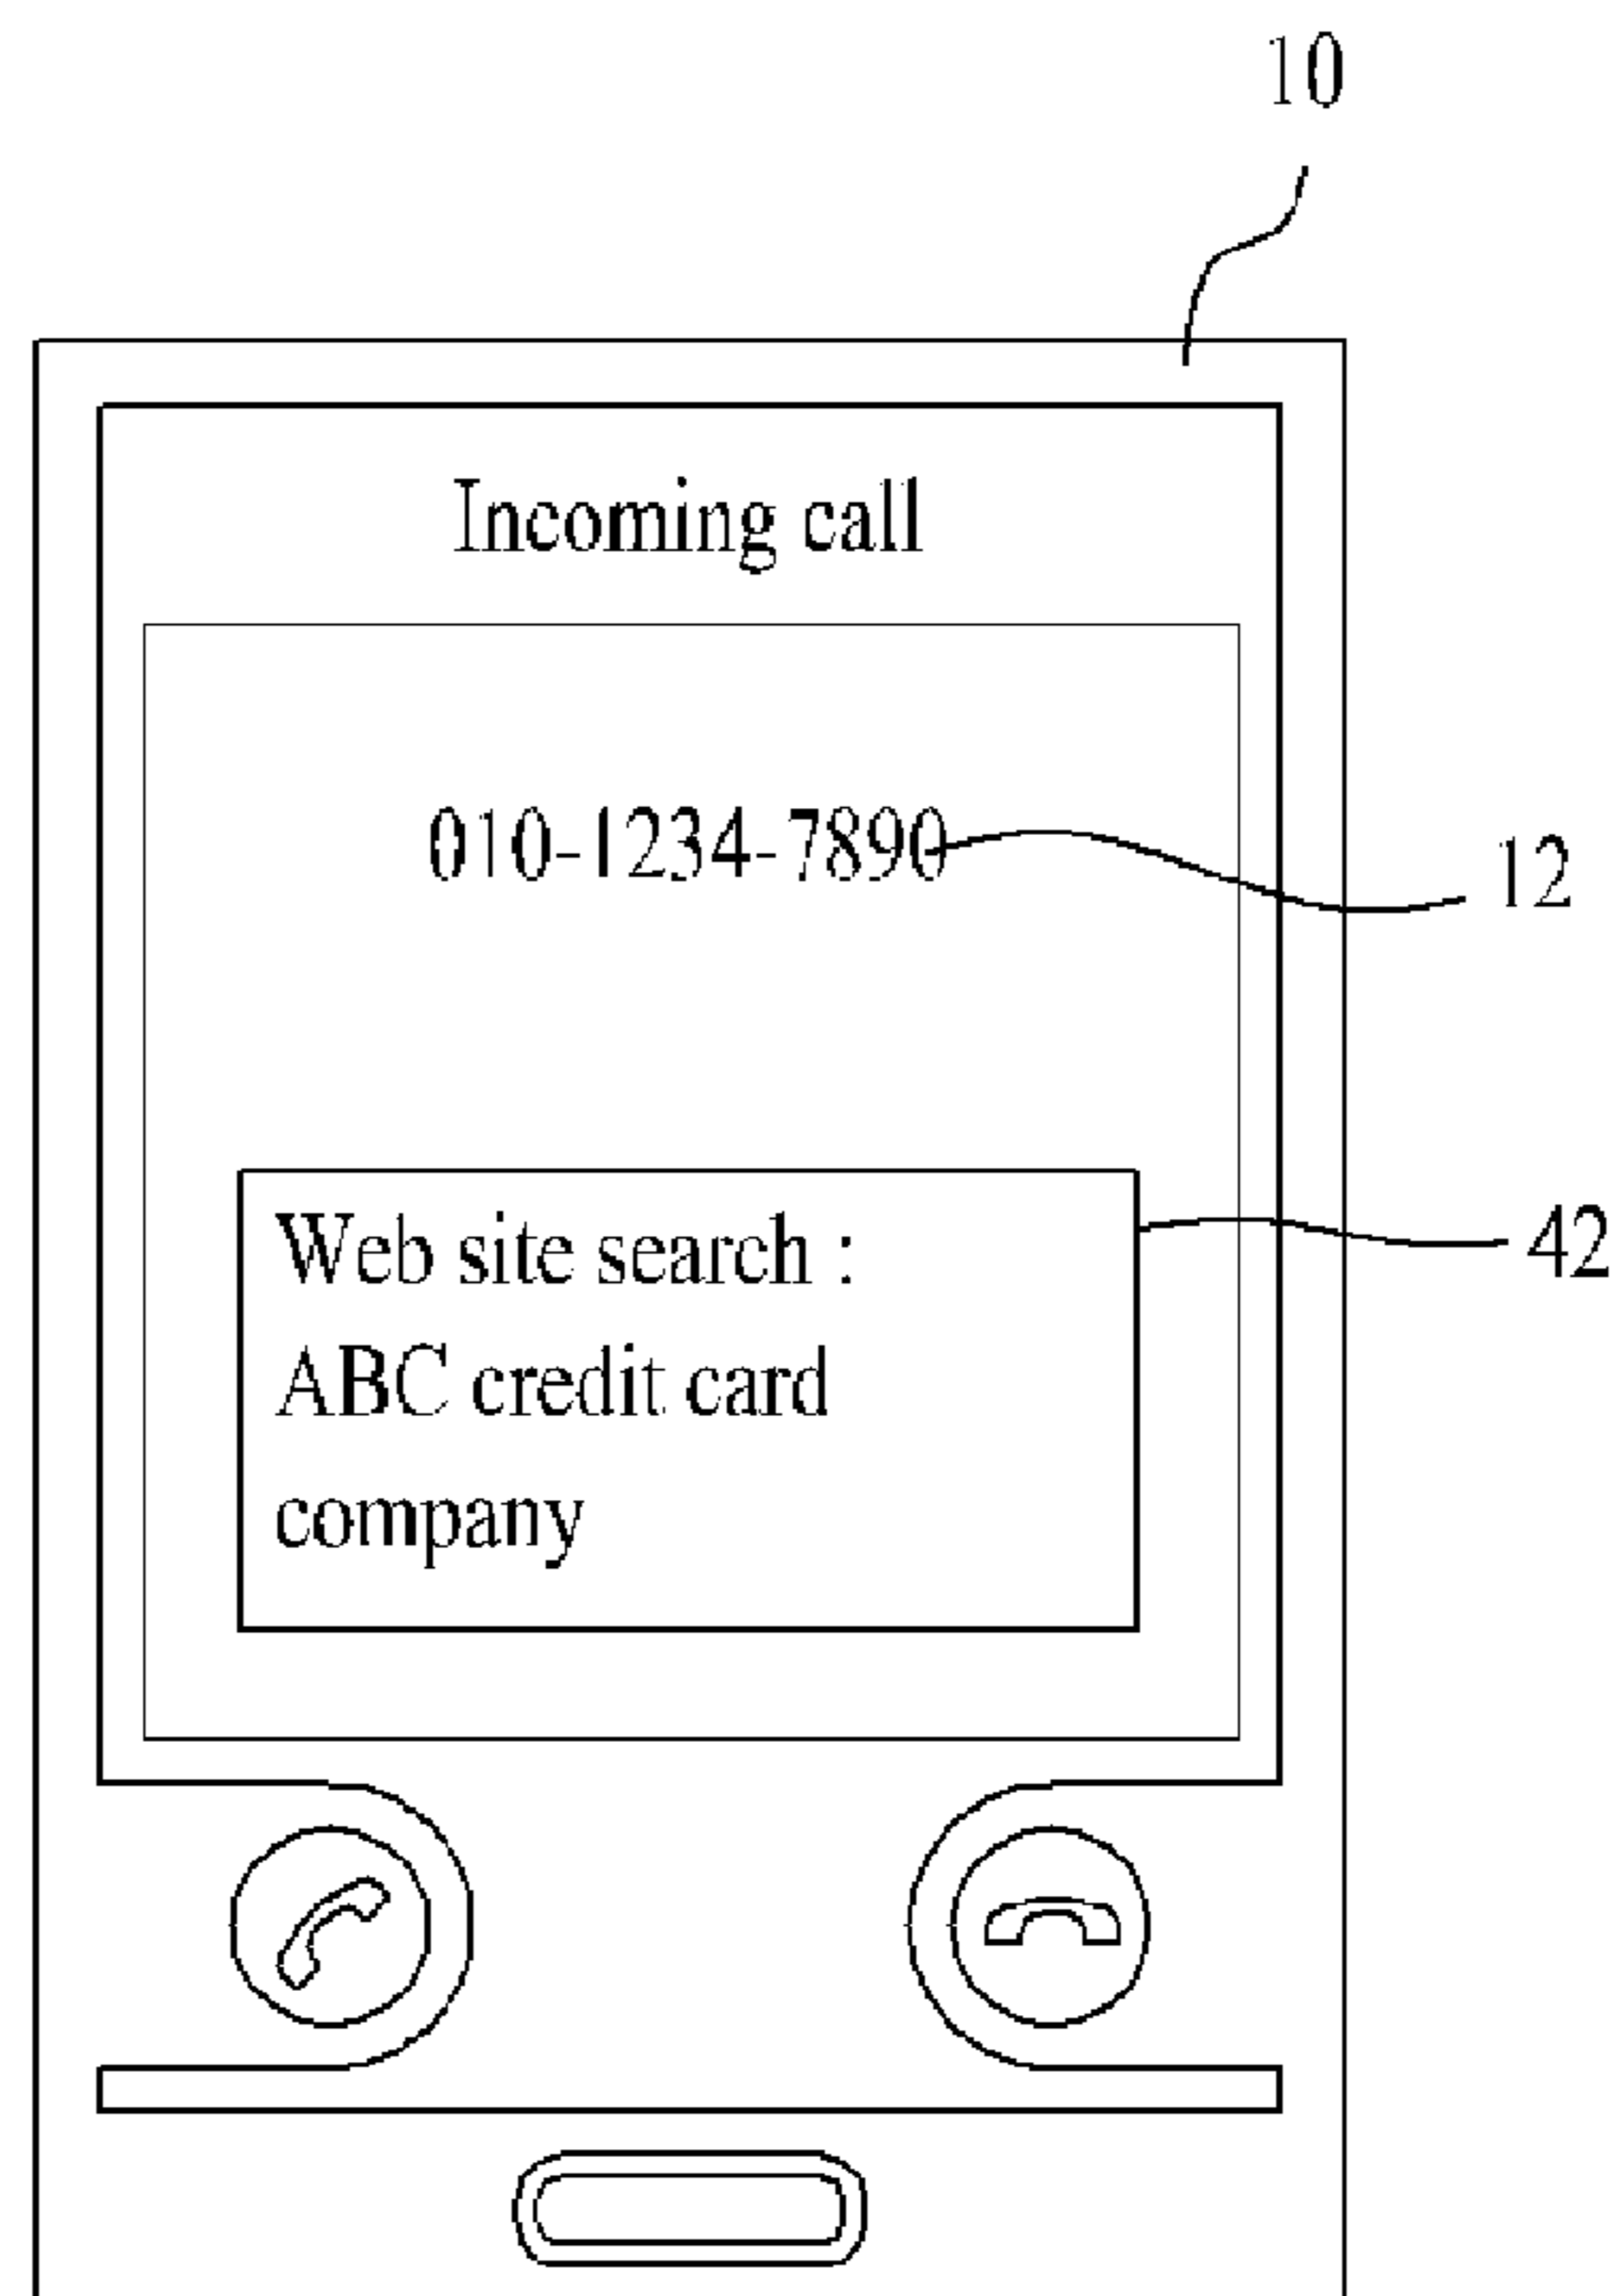 10
Incoming call
010-1234-7890
12
Web site search :
42
ABC credit card
company